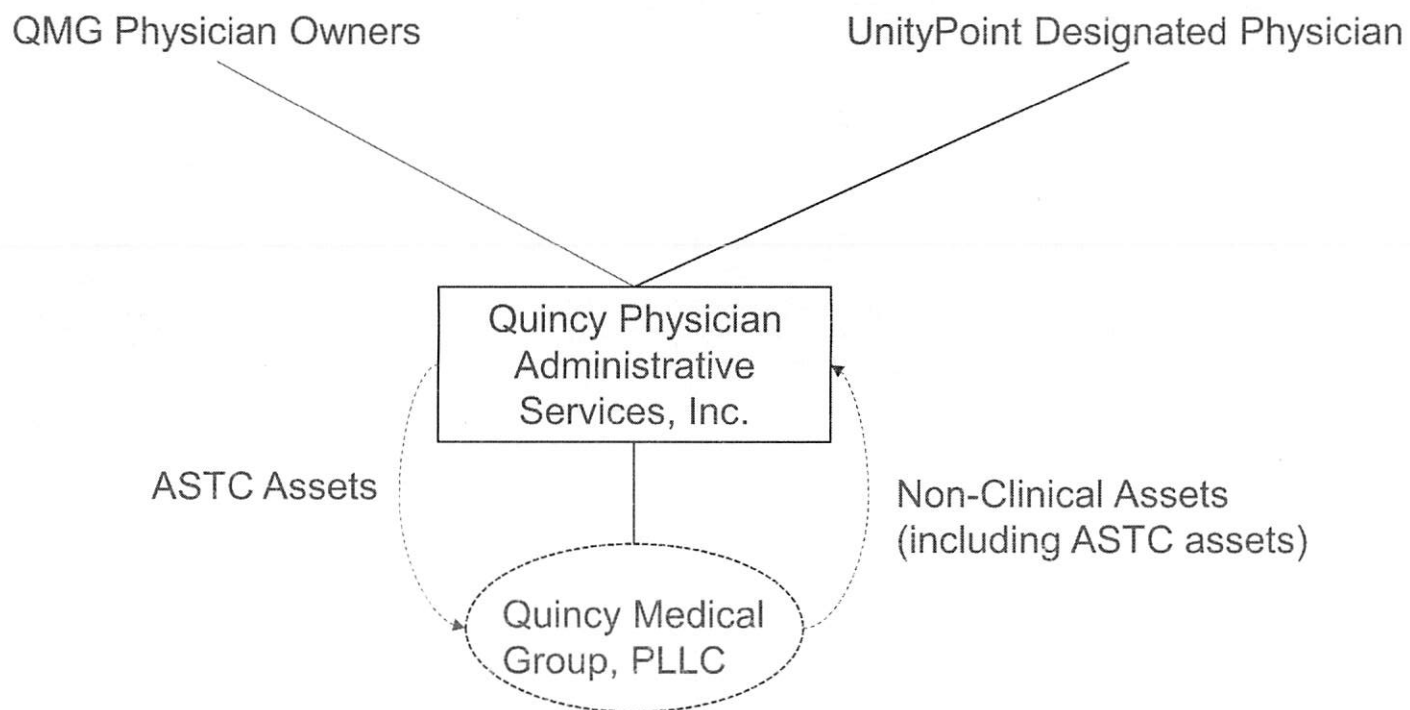 QMG Physician Owners
UnityPoint Designated Physician
Quincy Physician
Administrative
Services, Inc.
ASTC Assets
Non-Clinical Assets
(including ASTC assets)
Quincy Medical
Group, PLLC